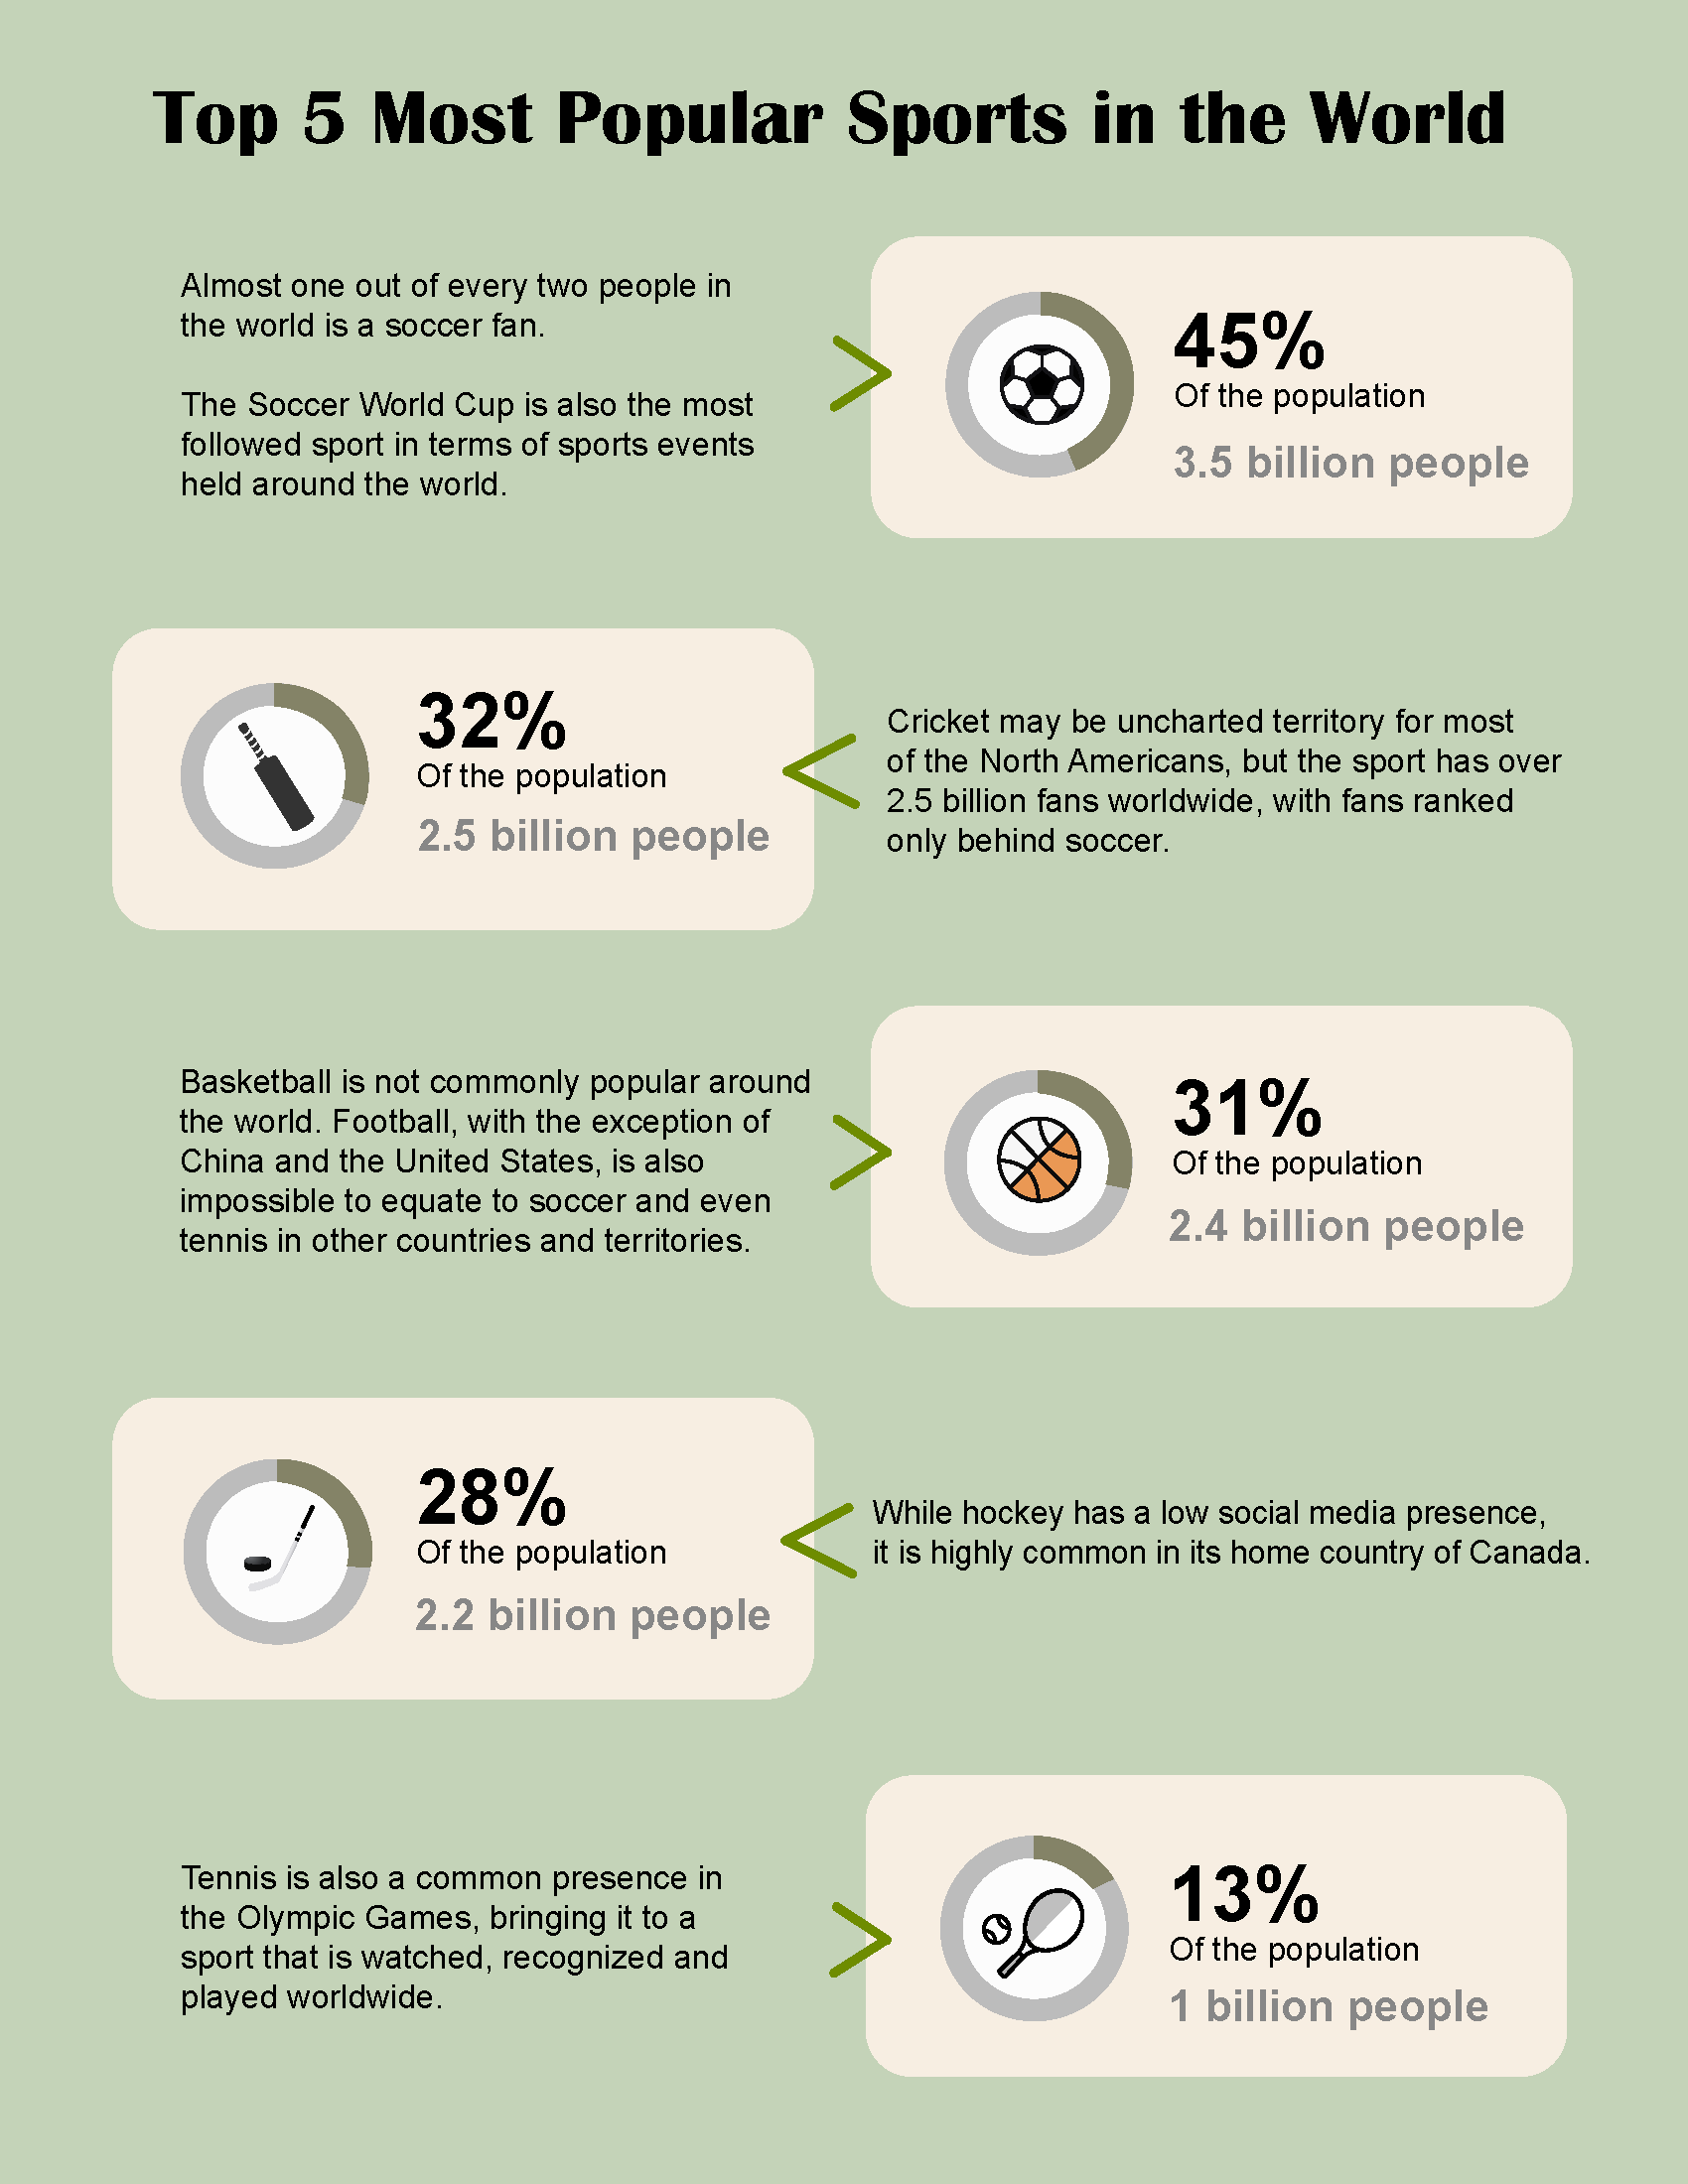 Top 5 Most Popular Sports in the World
Almost one out of every two people in
the world is a soccer fan.
The Soccer World Cup is also the most
followed sport in terms of sports events
held around the world.
45%
Of the population
3.5 billion people
32%
Of the population
2.5 billion people
Cricket may be uncharted territory for most
of the North Americans, but the sport has over
2.5 billion fans worldwide, with fans ranked
only behind soccer.
Basketball is not commonly popular around
the world. Football, with the exception of
China and the United States, is also
impossible to equate to soccer and even
tennis in other countries and territories.
31%
Of the population
2.4 billion people
28%
Of the population
2.2 billion people
While hockey has a low social media presence,
it is highly common in its home country of Canada.
Tennis is also a common presence in
the Olympic Games, bringing it to a
sport that is watched, recognized and
played worldwide.
13%
Of the population
1 billion people